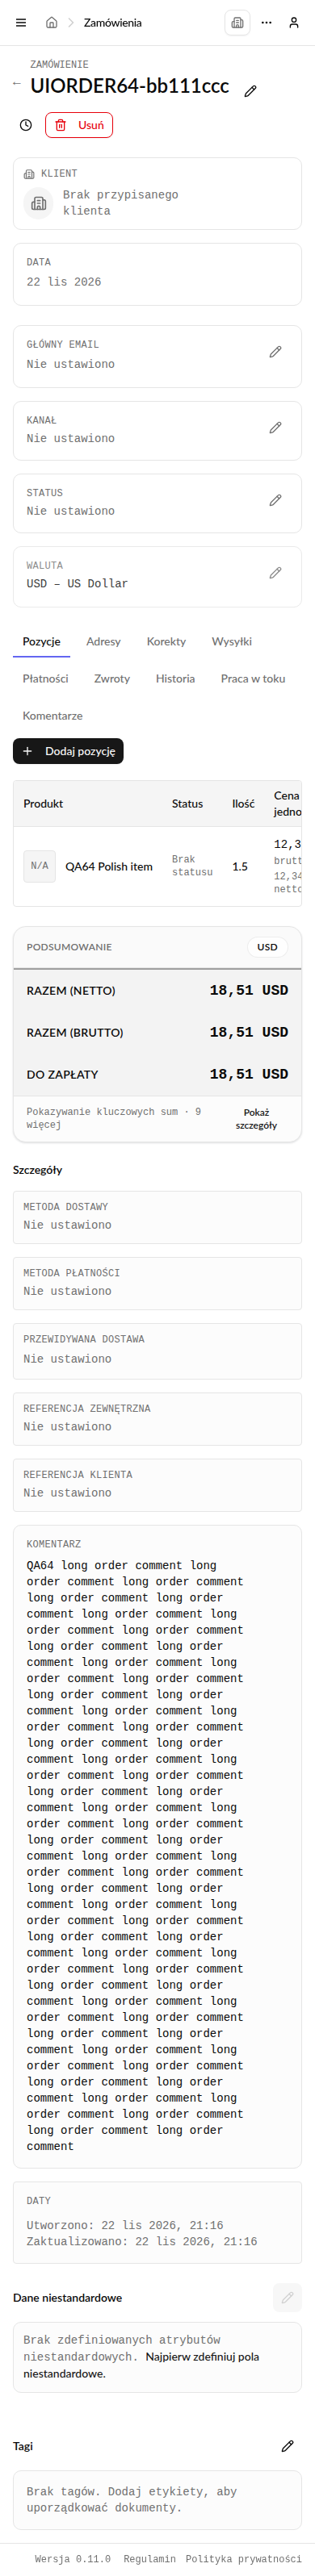 Zamówienia
ZAMÓWIENIE
← UIORDER64-bb111ccc
Usuń
KLIENT
Brak przypisanego
klienta
DATA
22 lis 2026
GŁÓWNY EMAIL
Nie ustawiono
KANAŁ
Nie ustawiono
STATUS
Nie ustawiono
WALUTA
USD – US Dollar
Pozycje Adresy Korekty Wysyłki
Płatności Zwroty Historia Praca w toku
Komentarze
+ Dodaj pozycję
Produkt Status Ilość Cena
jedno
N/A QA64 Polish item Brak
statusu 1.5 12,3
brutt
12,34
netto
PODSUMOWANIE USD
RAZEM (NETTO) 18,51 USD
RAZEM (BRUTTO) 18,51 USD
DO ZAPŁATY 18,51 USD
Pokazywanie kluczowych sum · 9
więcej
Pokaż
szczegóły
Szczegóły
METODA DOSTAWY
Nie ustawiono
METODA PŁATNOŚCI
Nie ustawiono
PRZEWIDYWANA DOSTAWA
Nie ustawiono
REFERENCJA ZEWNĘTRZNA
Nie ustawiono
REFERENCJA KLIENTA
Nie ustawiono
KOMENTARZ
QA64 long order comment long
order comment long order comment
long order comment long order
comment long order comment long
order comment long order comment
long order comment long order
comment long order comment long
order comment long order comment
long order comment long order
comment long order comment long
order comment long order comment
long order comment long order
comment long order comment long
order comment long order comment
long order comment long order
comment long order comment long
order comment long order comment
long order comment long order
comment long order comment long
order comment long order comment
long order comment long order
comment long order comment long
order comment long order comment
long order comment long order
comment long order comment long
order comment long order comment
long order comment long order
comment long order comment long
order comment long order comment
long order comment long order
comment long order comment long
order comment long order comment
long order comment long order
comment long order comment long
order comment long order comment
long order comment long order
comment
DATY
Utworzono: 22 lis 2026, 21:16
Zaktualizowano: 22 lis 2026, 21:16
Dane niestandardowe
Brak zdefiniowanych atrybutów
niestandardowych. Najpierw zdefiniuj pola
niestandardowe.
Tagi
Brak tagów. Dodaj etykiety, aby
uporządkować dokumenty.
Wersja 0.11.0 Regulamin Polityka prywatności